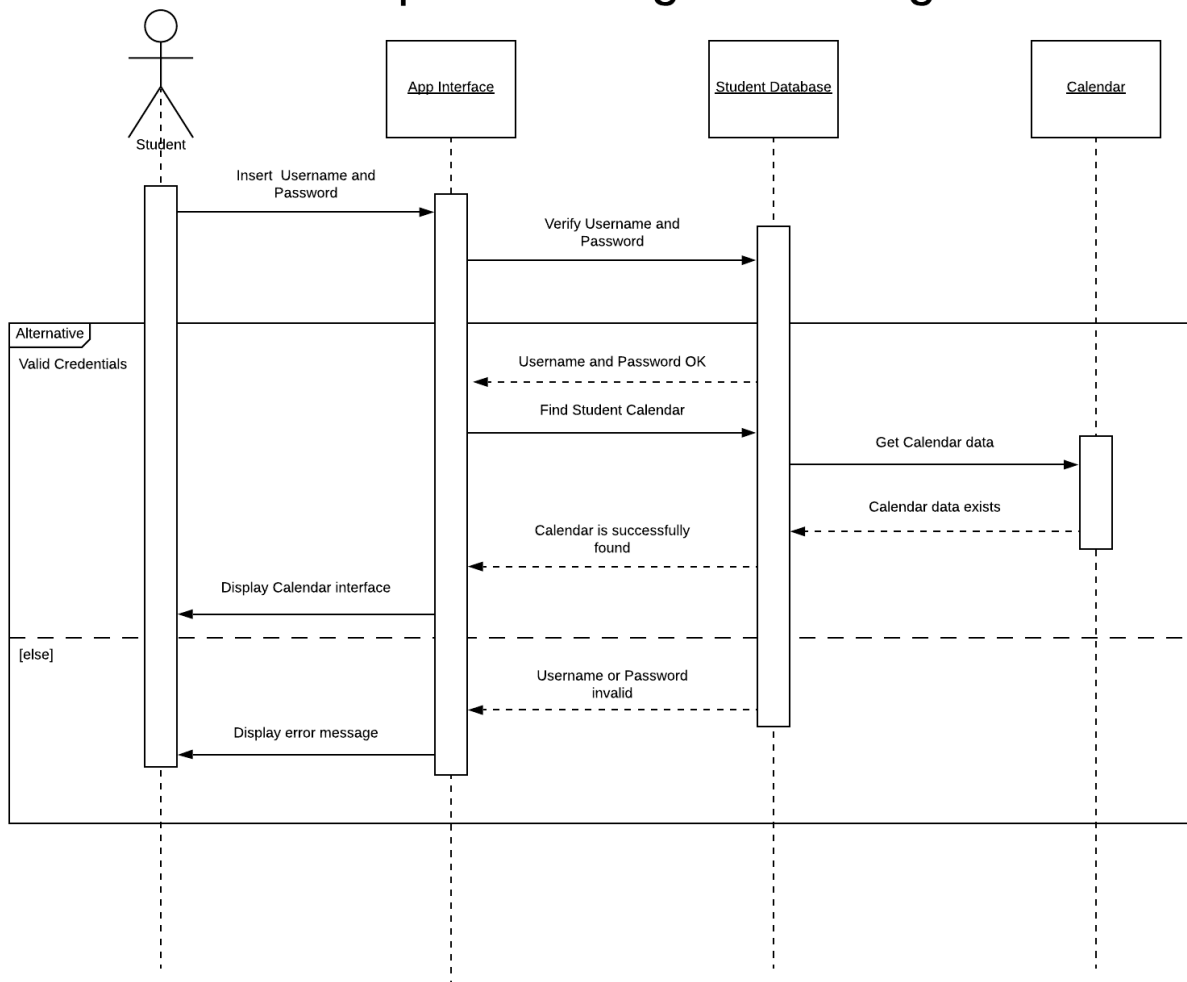 Student
App Interface
Student Database
Calendar
Insert  Username and
Password
Verify Username and
Password
Alternative
Valid Credentials
Username and Password OK
Find Student Calendar
Get Calendar data
Calendar data exists
Calendar is successfully
found
Display Calendar interface
[else]
Username or Password
invalid
Display error message